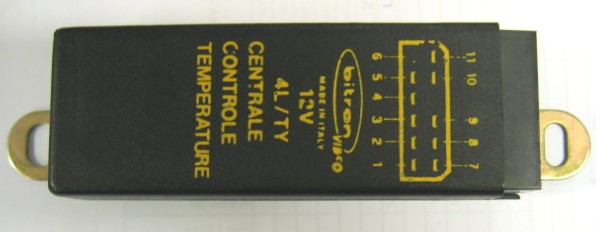 6 11
5 10
4
3 9
2 8
1 7
bitron
VIDEO
MADE IN ITALY
12V
4L/TY
CENTRALE
CONTROLE
TEMPERATURE